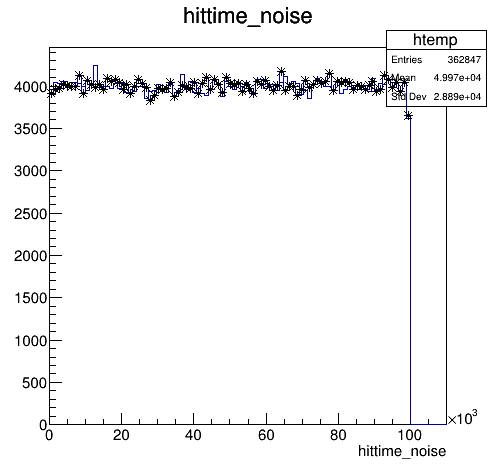 hittime_noise
htemp
Entries 362847
Mean 4.997e+04
Std Dev 2.889e+04
4000
3500
3000
2500
2000
1500
1000
500
0
0 20 40 60 80 100
×10³
hittime_noise